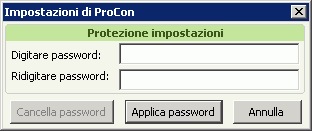 Impostazioni di ProCon
Protezione impostazioni
Digitare password:
Ridigitare password:
Cancella password
Applica password
Annulla